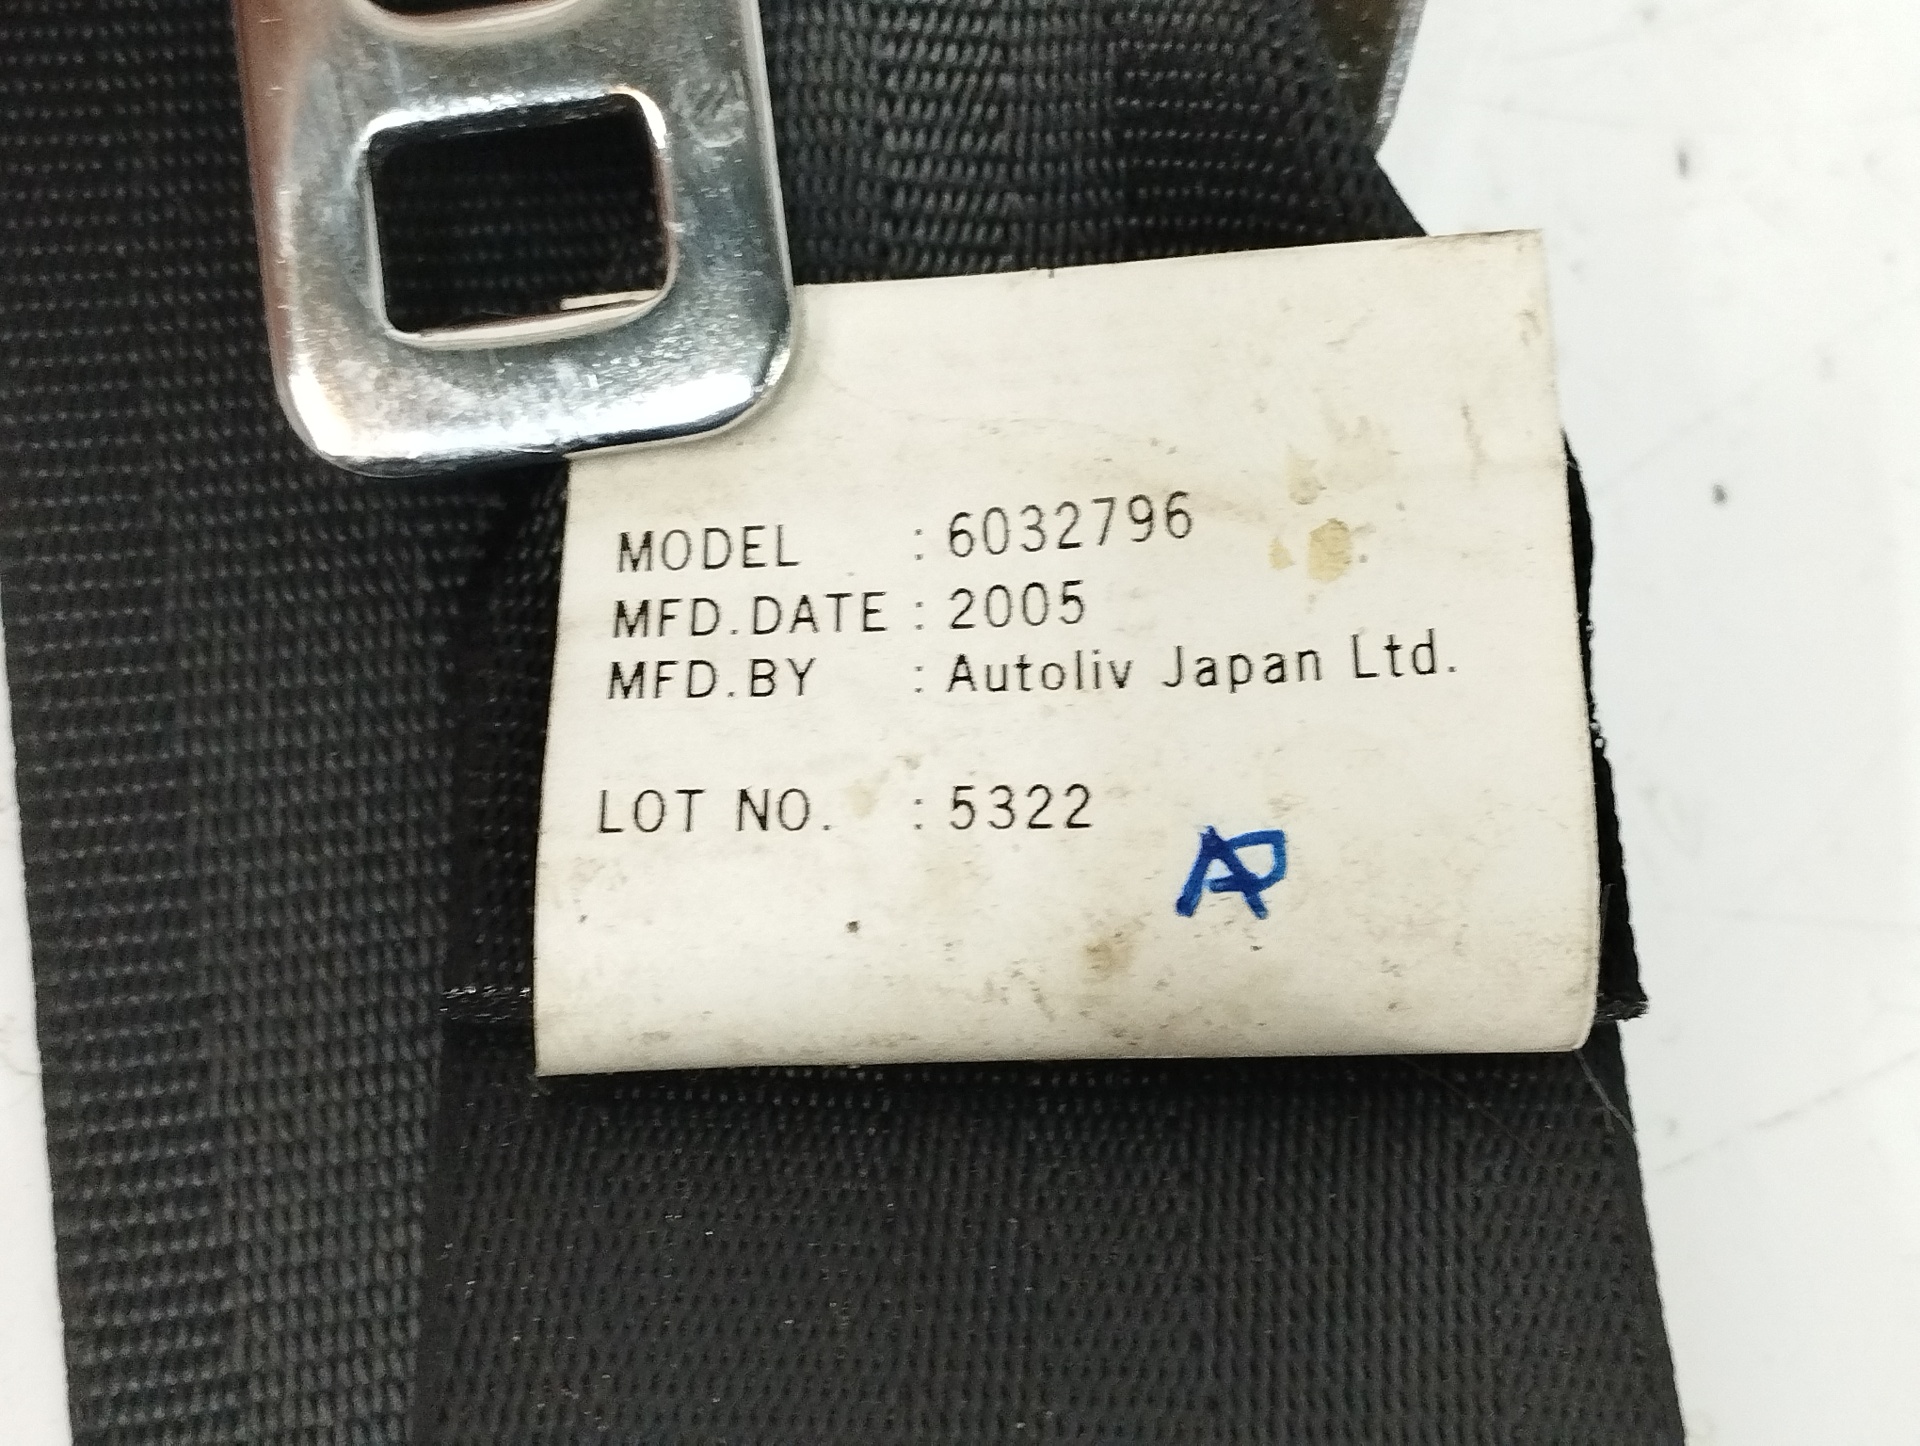 MODEL : 6032796
MFD.DATE : 2005
MFD.BY : Autoliv Japan Ltd.
LOT NO. : 5322